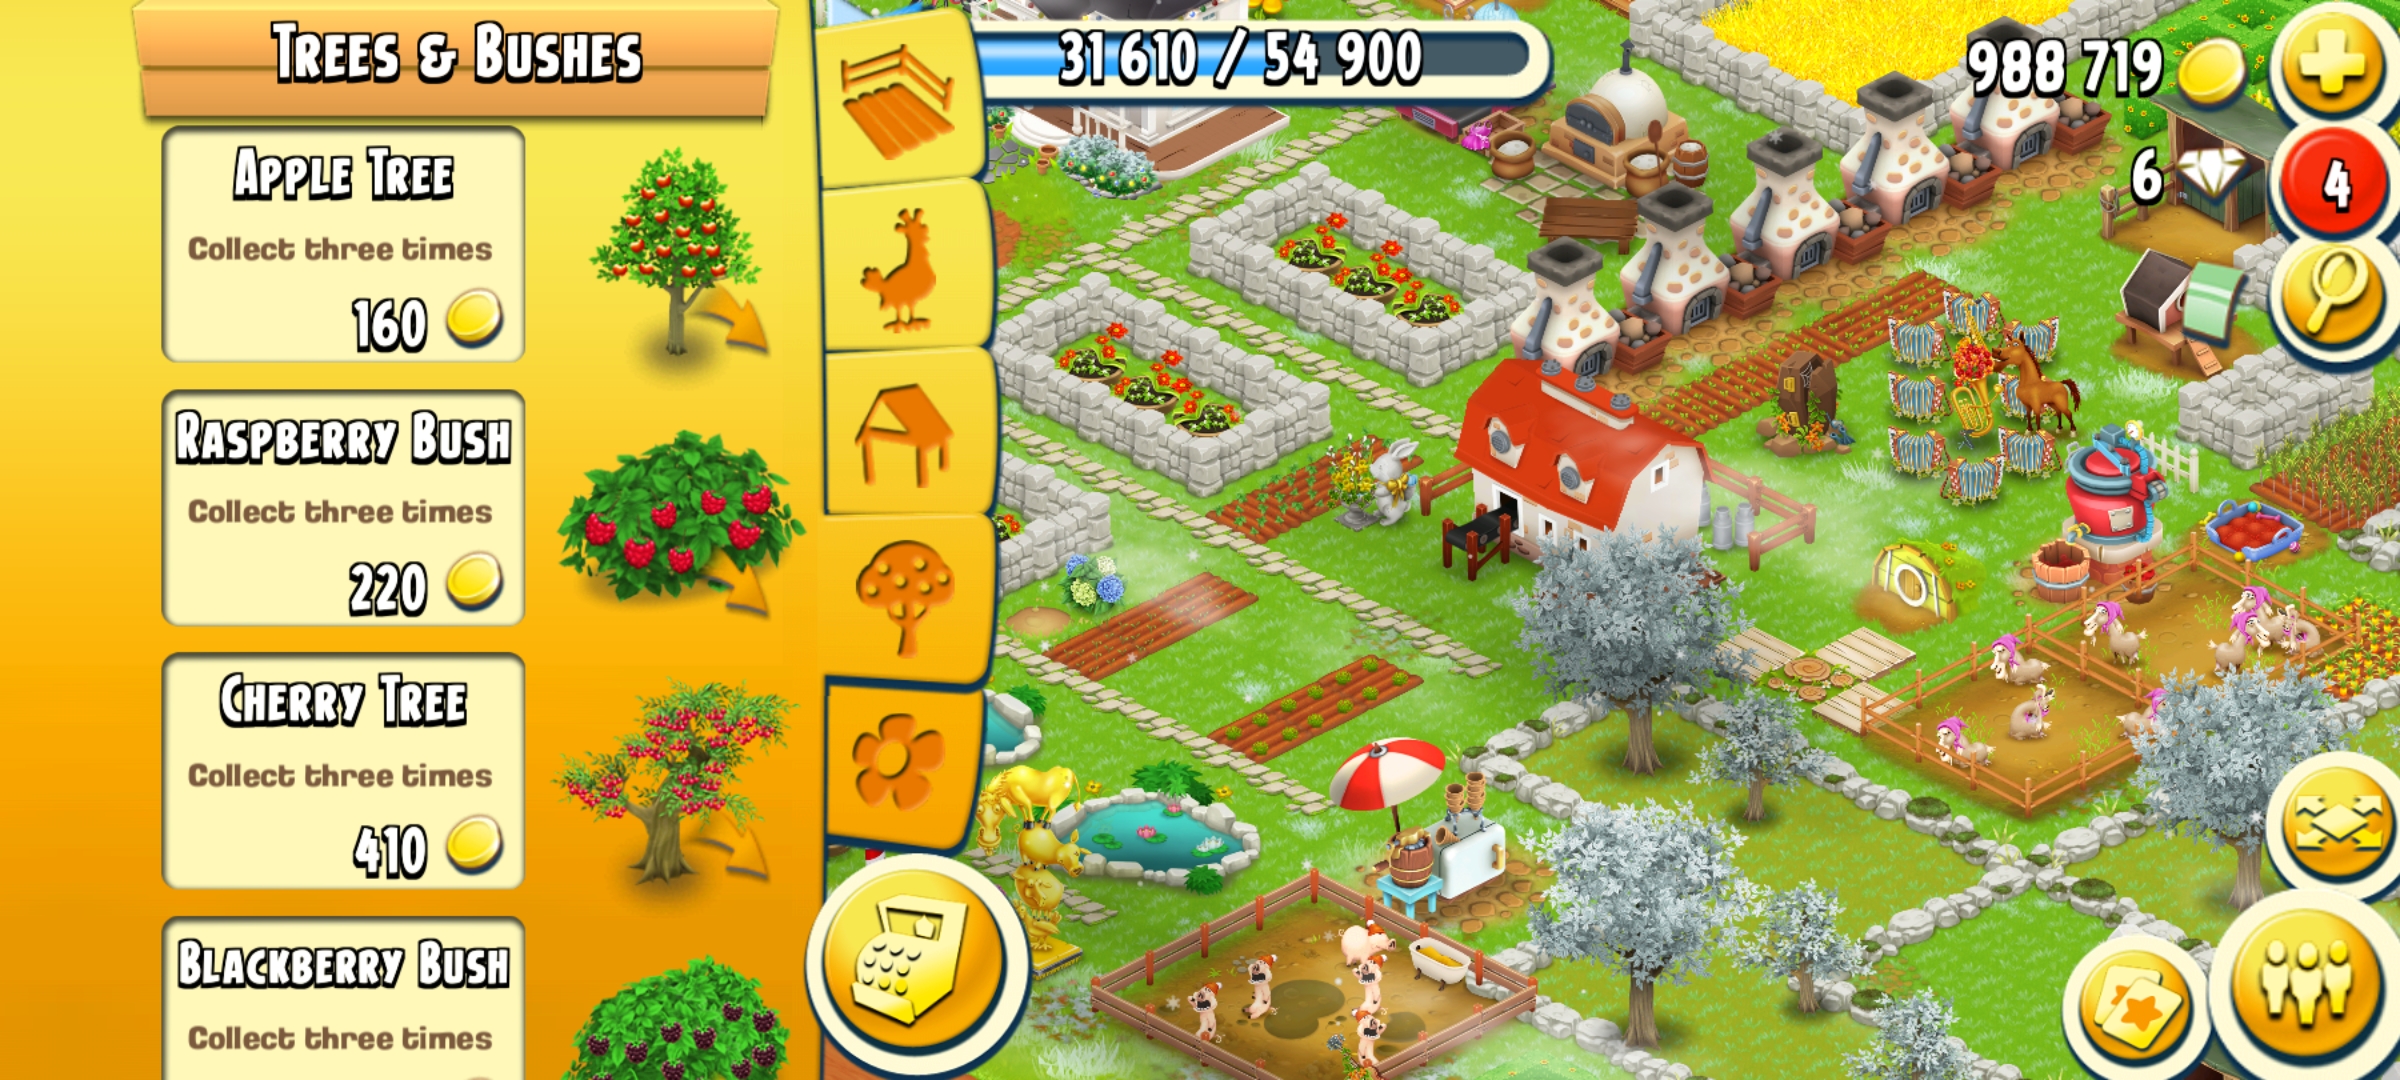 TREES & BUSHES
31 610 / 54 900
988 719
6
4
APPLE TREE
Collect three times
160
RASPBERRY BUSH
Collect three times
220
CHERRY TREE
Collect three times
410
BLACKBERRY BUSH
Collect three times